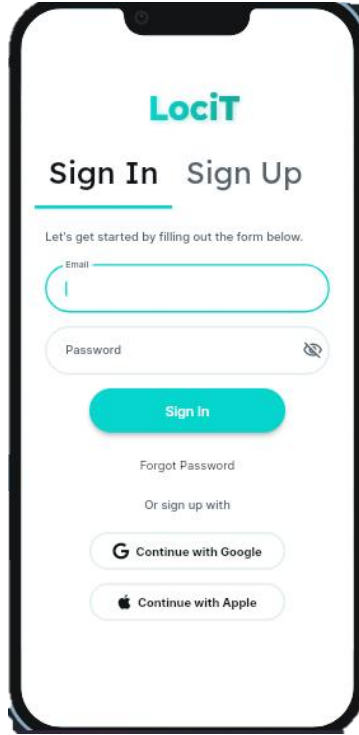 LociT
Sign In Sign Up
Let's get started by filling out the form below.
Email
Password
Sign In
Forgot Password
Or sign up with
G Continue with Google
Continue with Apple